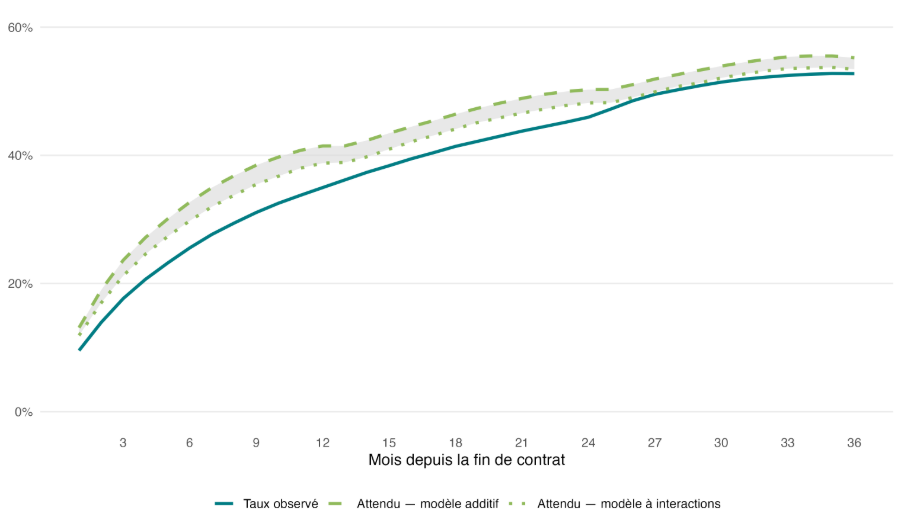 60%
40%
20%
0%
3 6 9 12 15 18 21 24 27 30 33 36
Mois depuis la fin de contrat
Taux observé Attendu — modèle additif Attendu — modèle à interactions